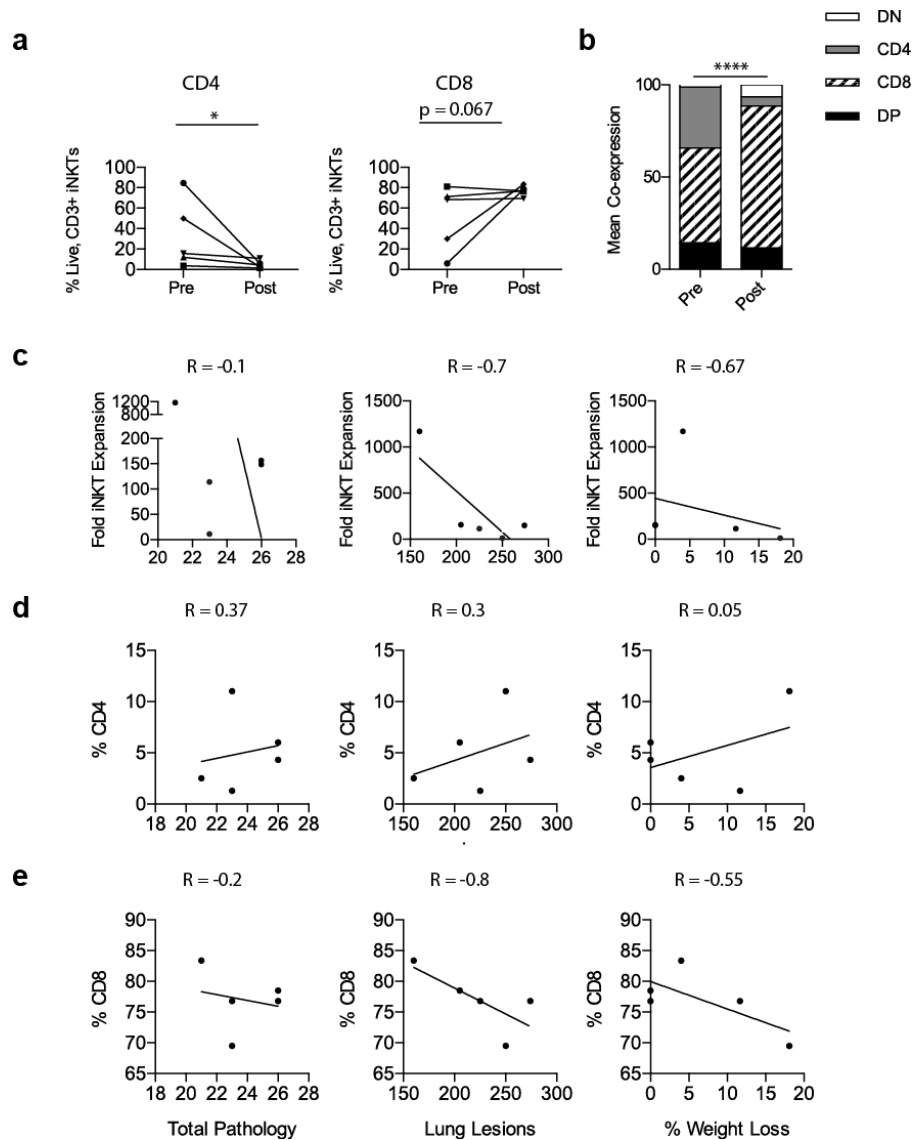 a
CD4
*
% Live, CD3+ iNKTs
100
80
60
40
20
0
Pre
Post
CD8
p = 0.067
% Live, CD3+ iNKTs
100
80
60
40
20
0
Pre
Post
b
DN
CD4
CD8
DP
****
Mean Co-expression
100
50
0
Pre
Post
c
R = -0.1
Fold iNKT Expansion
1200
800
200
150
100
50
0
20 22 24 26 28
R = -0.7
Fold iNKT Expansion
1500
1000
500
0
150 200 250 300
R = -0.67
Fold iNKT Expansion
1500
1000
500
0
0 5 10 15 20
d
R = 0.37
% CD4
15
10
5
0
18 20 22 24 26 28
R = 0.3
% CD4
15
10
5
0
150 200 250 300
R = 0.05
% CD4
15
10
5
0
0 5 10 15 20
e
R = -0.2
% CD8
90
85
80
75
70
65
18 20 22 24 26 28
Total Pathology
R = -0.8
% CD8
90
85
80
75
70
65
150 200 250 300
Lung Lesions
R = -0.55
% CD8
90
85
80
75
70
65
0 5 10 15 20
% Weight Loss